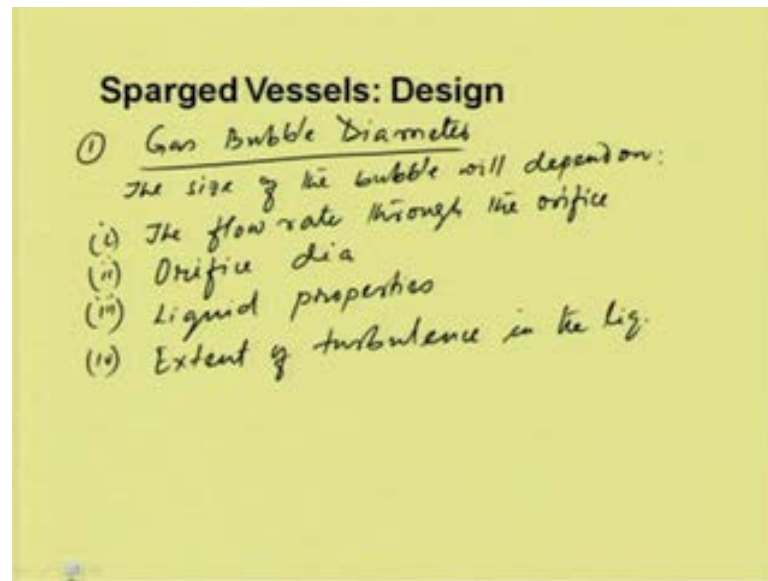 Sparged Vessels: Design
① Gas Bubble Diameter
The size of the bubble will depend on:
(i) The flow rate through the orifice
(ii) Orifice dia
(iii) Liquid properties
(iv) Extent of turbulence in the liq.